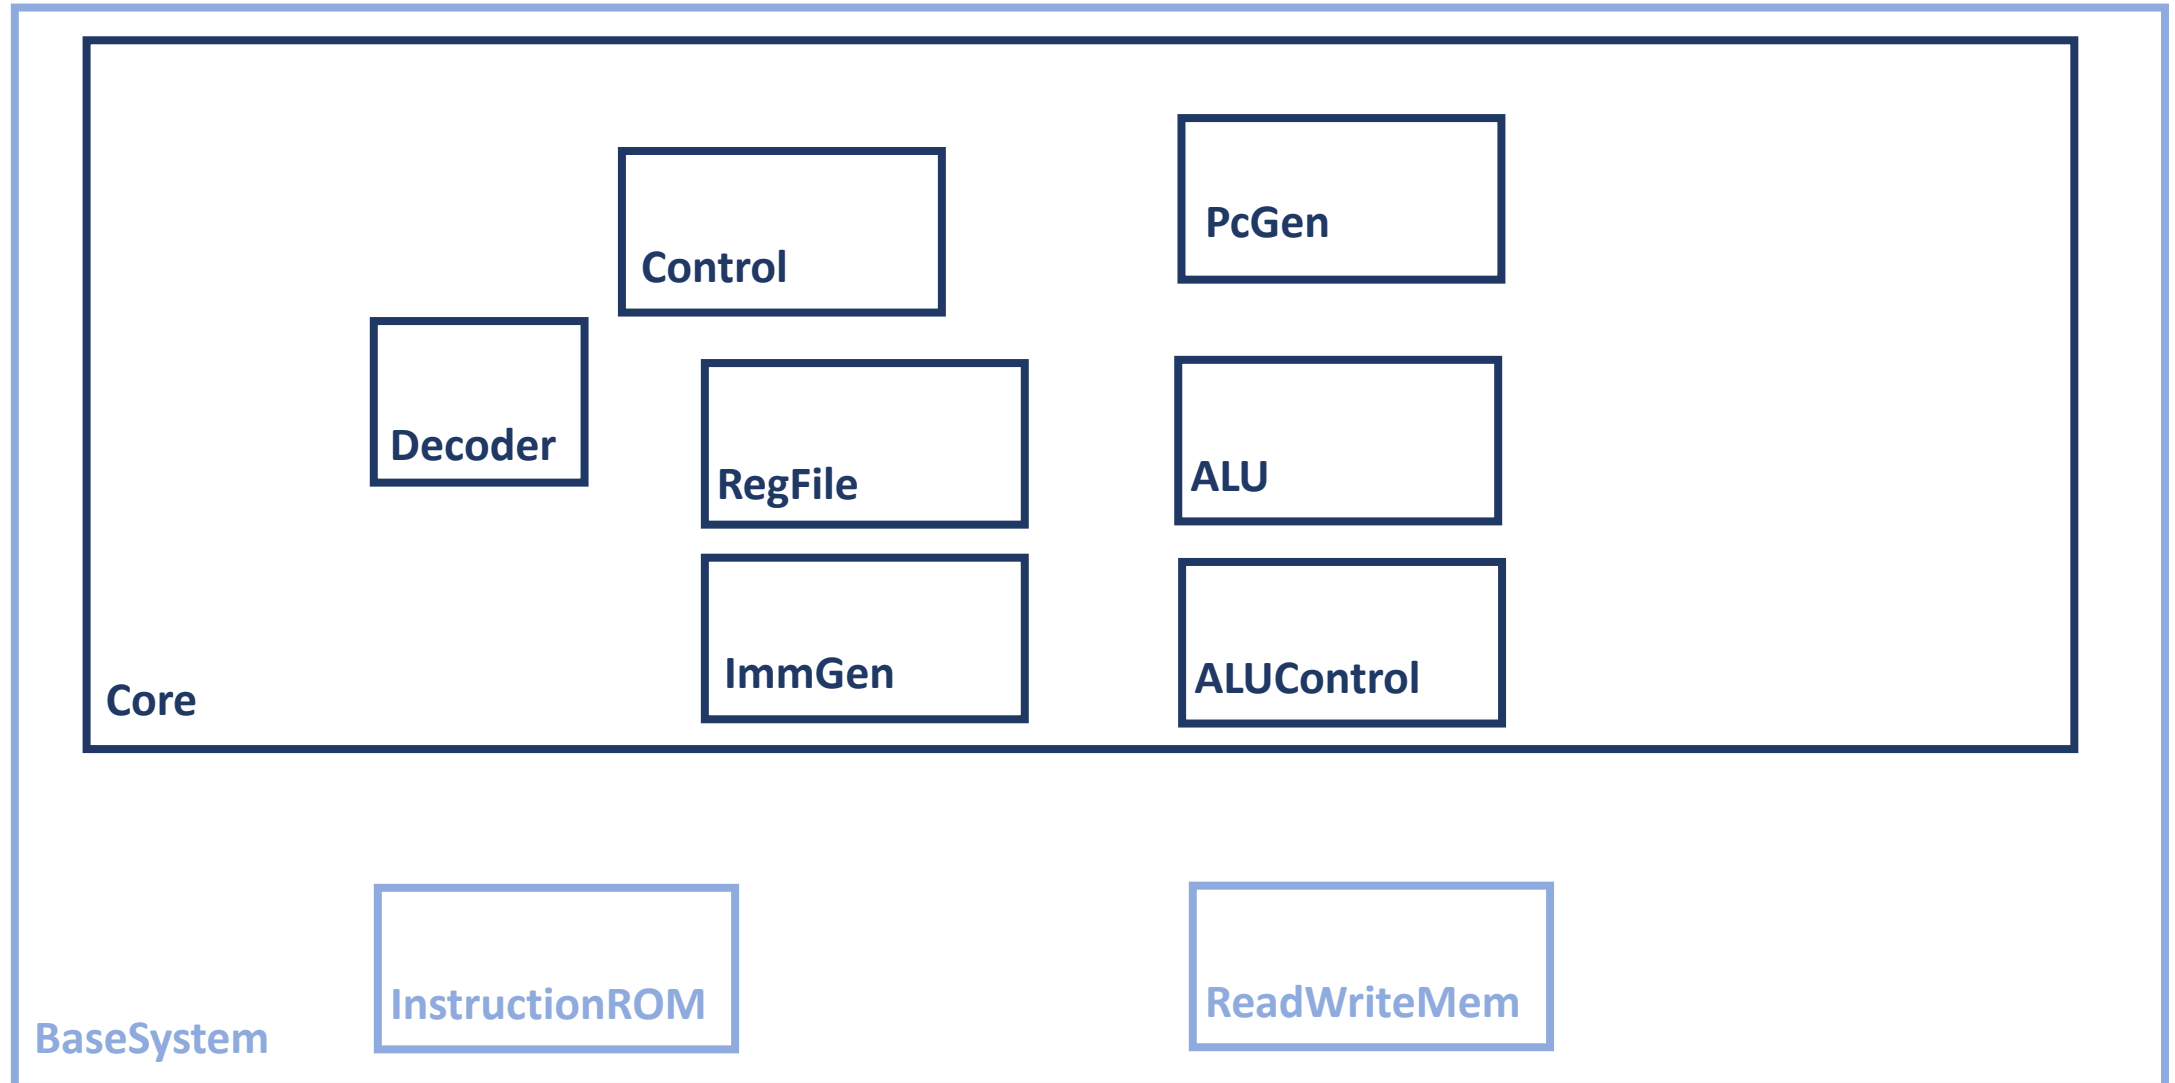 PcGen
Control
Decoder
RegFile
ALU
ImmGen
ALUControl
Core
InstructionROM
ReadWriteMem
BaseSystem